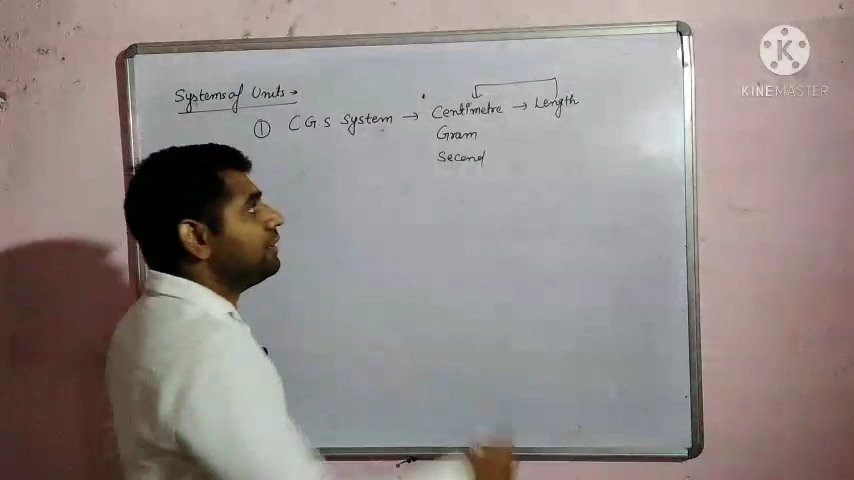 Systems of Units →
① C G S System → Centimetre → Length
Gram
Second
KINEMASTER